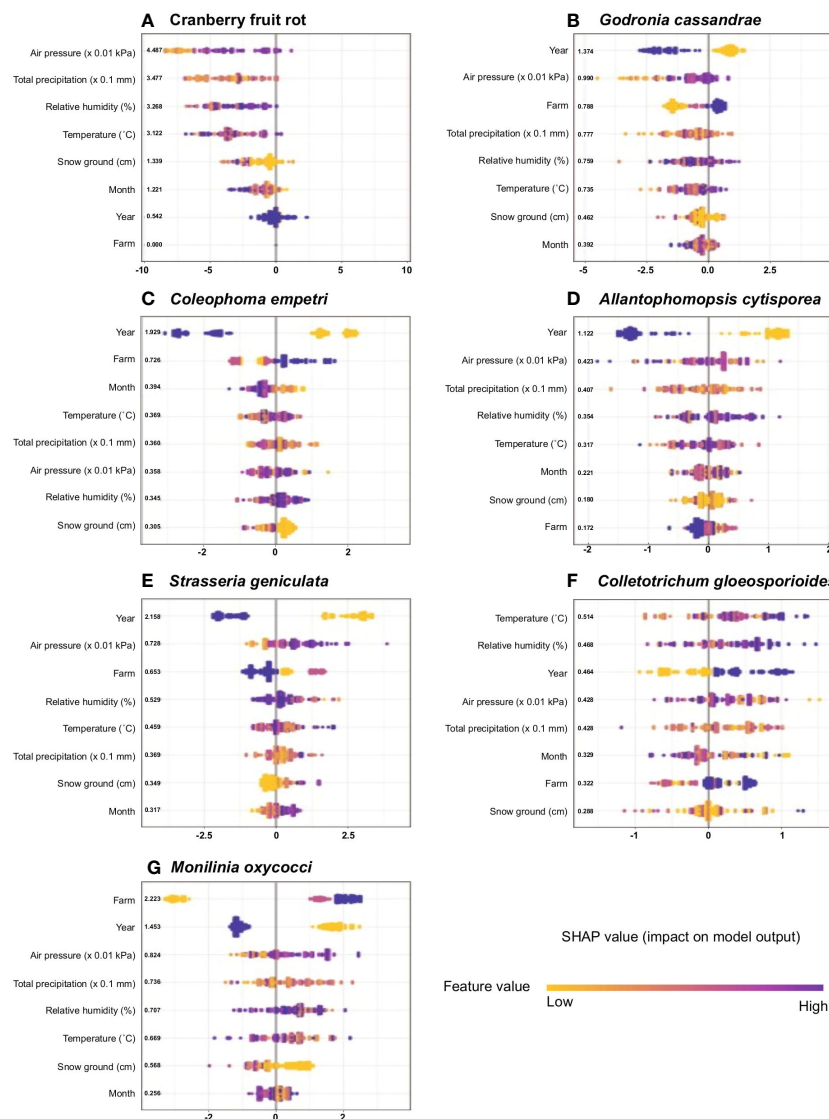 A Cranberry fruit rot
Air pressure (x 0.01 kPa) 4.487
Total precipitation (x 0.1 mm) 3.477
Relative humidity (%) 3.268
Temperature (˚C) 3.122
Snow ground (cm) 1.339
Month 1.221
Year 0.542
Farm 0.000
-10 -5 0 5 10
B Godronia cassandrae
Year 1.374
Air pressure (x 0.01 kPa) 0.990
Farm 0.788
Total precipitation (x 0.1 mm) 0.777
Relative humidity (%) 0.759
Temperature (˚C) 0.735
Snow ground (cm) 0.462
Month 0.392
-5 -2.5 0.0 2.5
C Coleophoma empetri
Year 1.929
Farm 0.726
Month 0.394
Temperature (˚C) 0.369
Total precipitation (x 0.1 mm) 0.360
Air pressure (x 0.01 kPa) 0.358
Relative humidity (%) 0.345
Snow ground (cm) 0.305
-2 0 2
D Allantophomopsis cytisporea
Year 1.122
Air pressure (x 0.01 kPa) 0.423
Total precipitation (x 0.1 mm) 0.407
Relative humidity (%) 0.354
Temperature (˚C) 0.317
Month 0.221
Snow ground (cm) 0.180
Farm 0.172
-2 -1 0 1 2
E Strasseria geniculata
Year 2.158
Air pressure (x 0.01 kPa) 0.728
Farm 0.653
Relative humidity (%) 0.529
Temperature (˚C) 0.459
Total precipitation (x 0.1 mm) 0.369
Snow ground (cm) 0.349
Month 0.317
-2.5 0 2.5
F Colletotrichum gloeosporioides
Temperature (˚C) 0.514
Relative humidity (%) 0.468
Year 0.464
Air pressure (x 0.01 kPa) 0.428
Total precipitation (x 0.1 mm) 0.428
Month 0.329
Farm 0.322
Snow ground (cm) 0.288
-1 0 1
G Monilinia oxycocci
Farm 2.223
Year 1.453
Air pressure (x 0.01 kPa) 0.824
Total precipitation (x 0.1 mm) 0.736
Relative humidity (%) 0.707
Temperature (˚C) 0.669
Snow ground (cm) 0.568
Month 0.256
-2 0 2
SHAP value (impact on model output)
Feature value
Low High